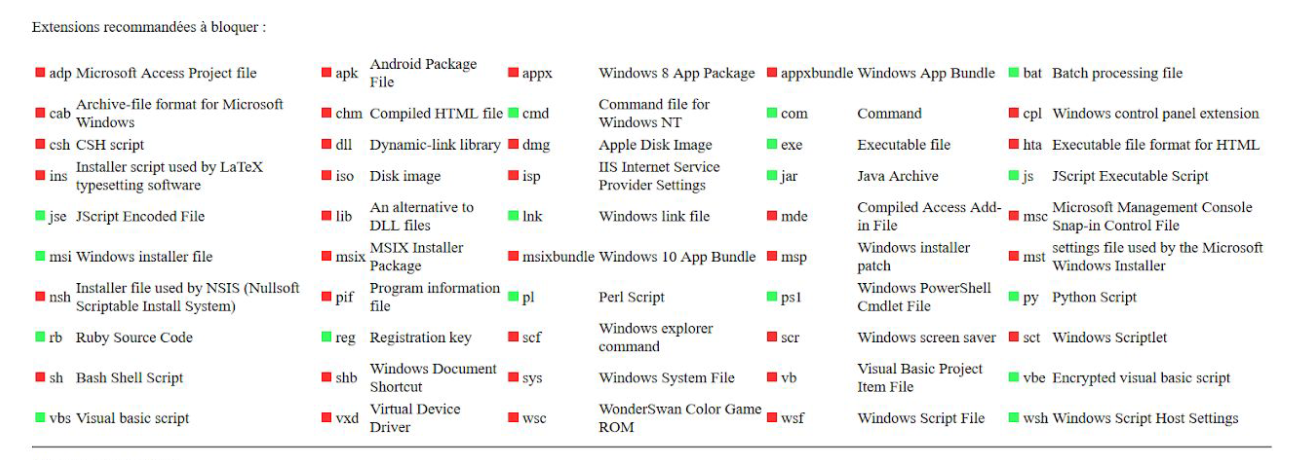 Extensions recommandées à bloquer :
adp Microsoft Access Project file apk Android Package File appx Windows 8 App Package appxbundle Windows App Bundle bat Batch processing file
cab Archive-file format for Microsoft Windows chm Compiled HTML file cmd Command file for Windows NT com Command cpl Windows control panel extension
csh CSH script dll Dynamic-link library dmg Apple Disk Image exe Executable file hta Executable file format for HTML
ins Installer script used by LaTeX typesetting software iso Disk image isp IIS Internet Service Provider Settings jar Java Archive js JScript Executable Script
jse JScript Encoded File lib An alternative to DLL files lnk Windows link file mde Compiled Access Add-in File msc Microsoft Management Console Snap-in Control File
msi Windows installer file msix MSIX Installer Package msixbundle Windows 10 App Bundle msp Windows installer patch mst settings file used by the Microsoft Windows Installer
nsh Installer file used by NSIS (Nullsoft Scriptable Install System) pif Program information file pl Perl Script ps1 Windows PowerShell Cmdlet File py Python Script
rb Ruby Source Code reg Registration key scf Windows explorer command scr Windows screen saver sct Windows Scriptlet
sh Bash Shell Script shb Windows Document Shortcut sys Windows System File vb Visual Basic Project Item File vbe Encrypted visual basic script
vbs Visual basic script vxd Virtual Device Driver wsc WonderSwan Color Game ROM wsf Windows Script File wsh Windows Script Host Settings